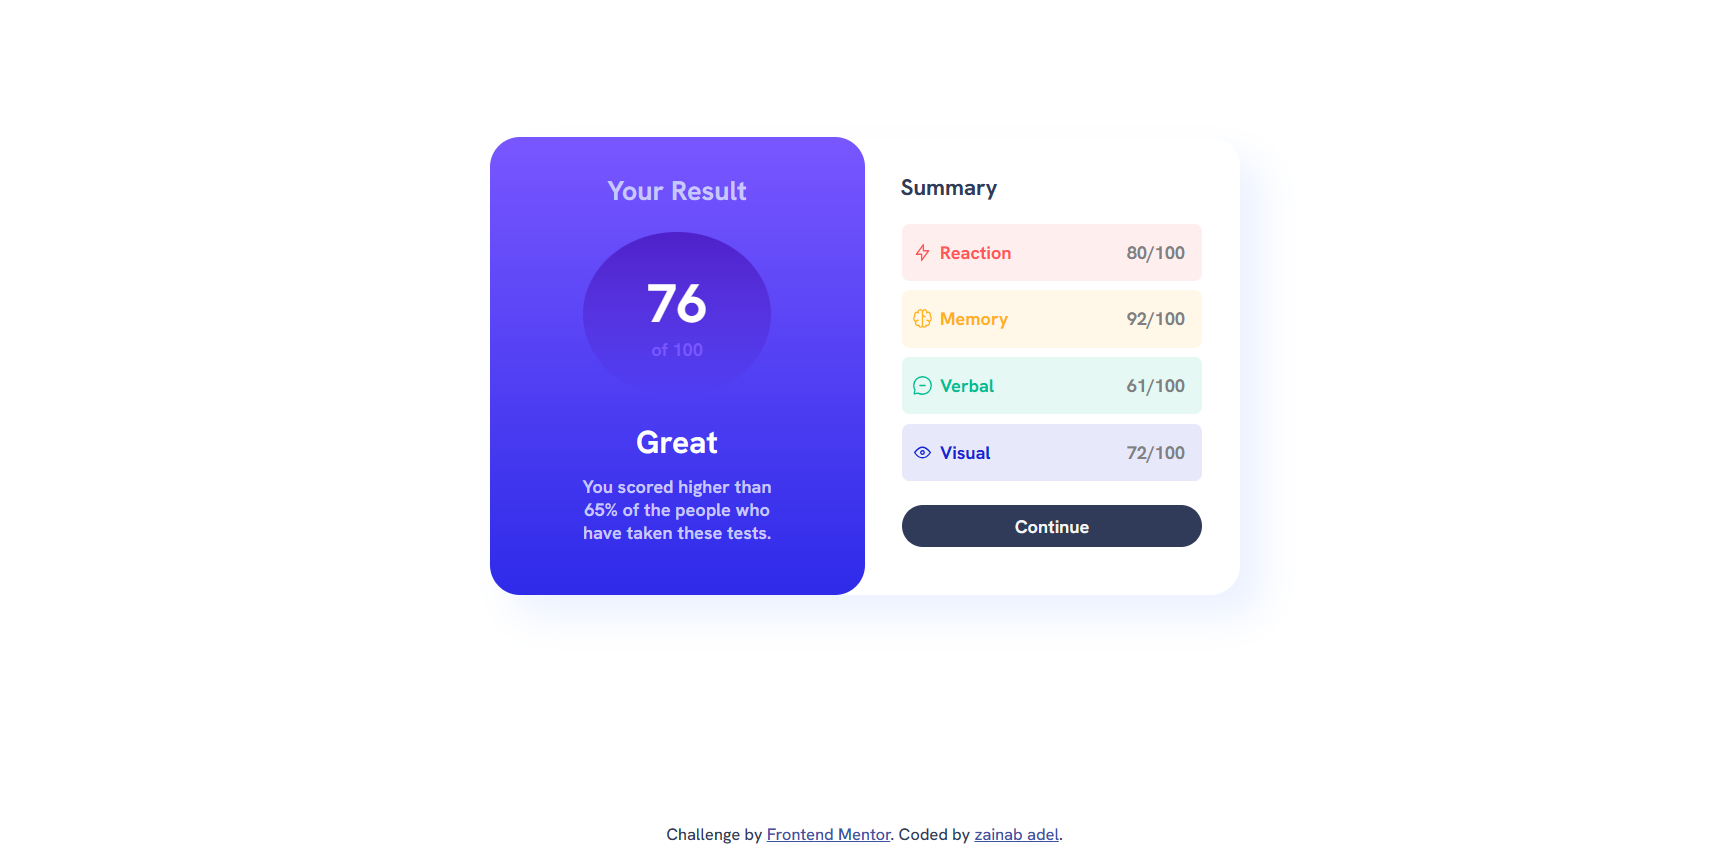 Your Result
76
of 100
Great
You scored higher than
65% of the people who
have taken these tests.
Summary
Reaction 80/100
Memory 92/100
Verbal 61/100
Visual 72/100
Continue
Challenge by Frontend Mentor. Coded by zainab adel.